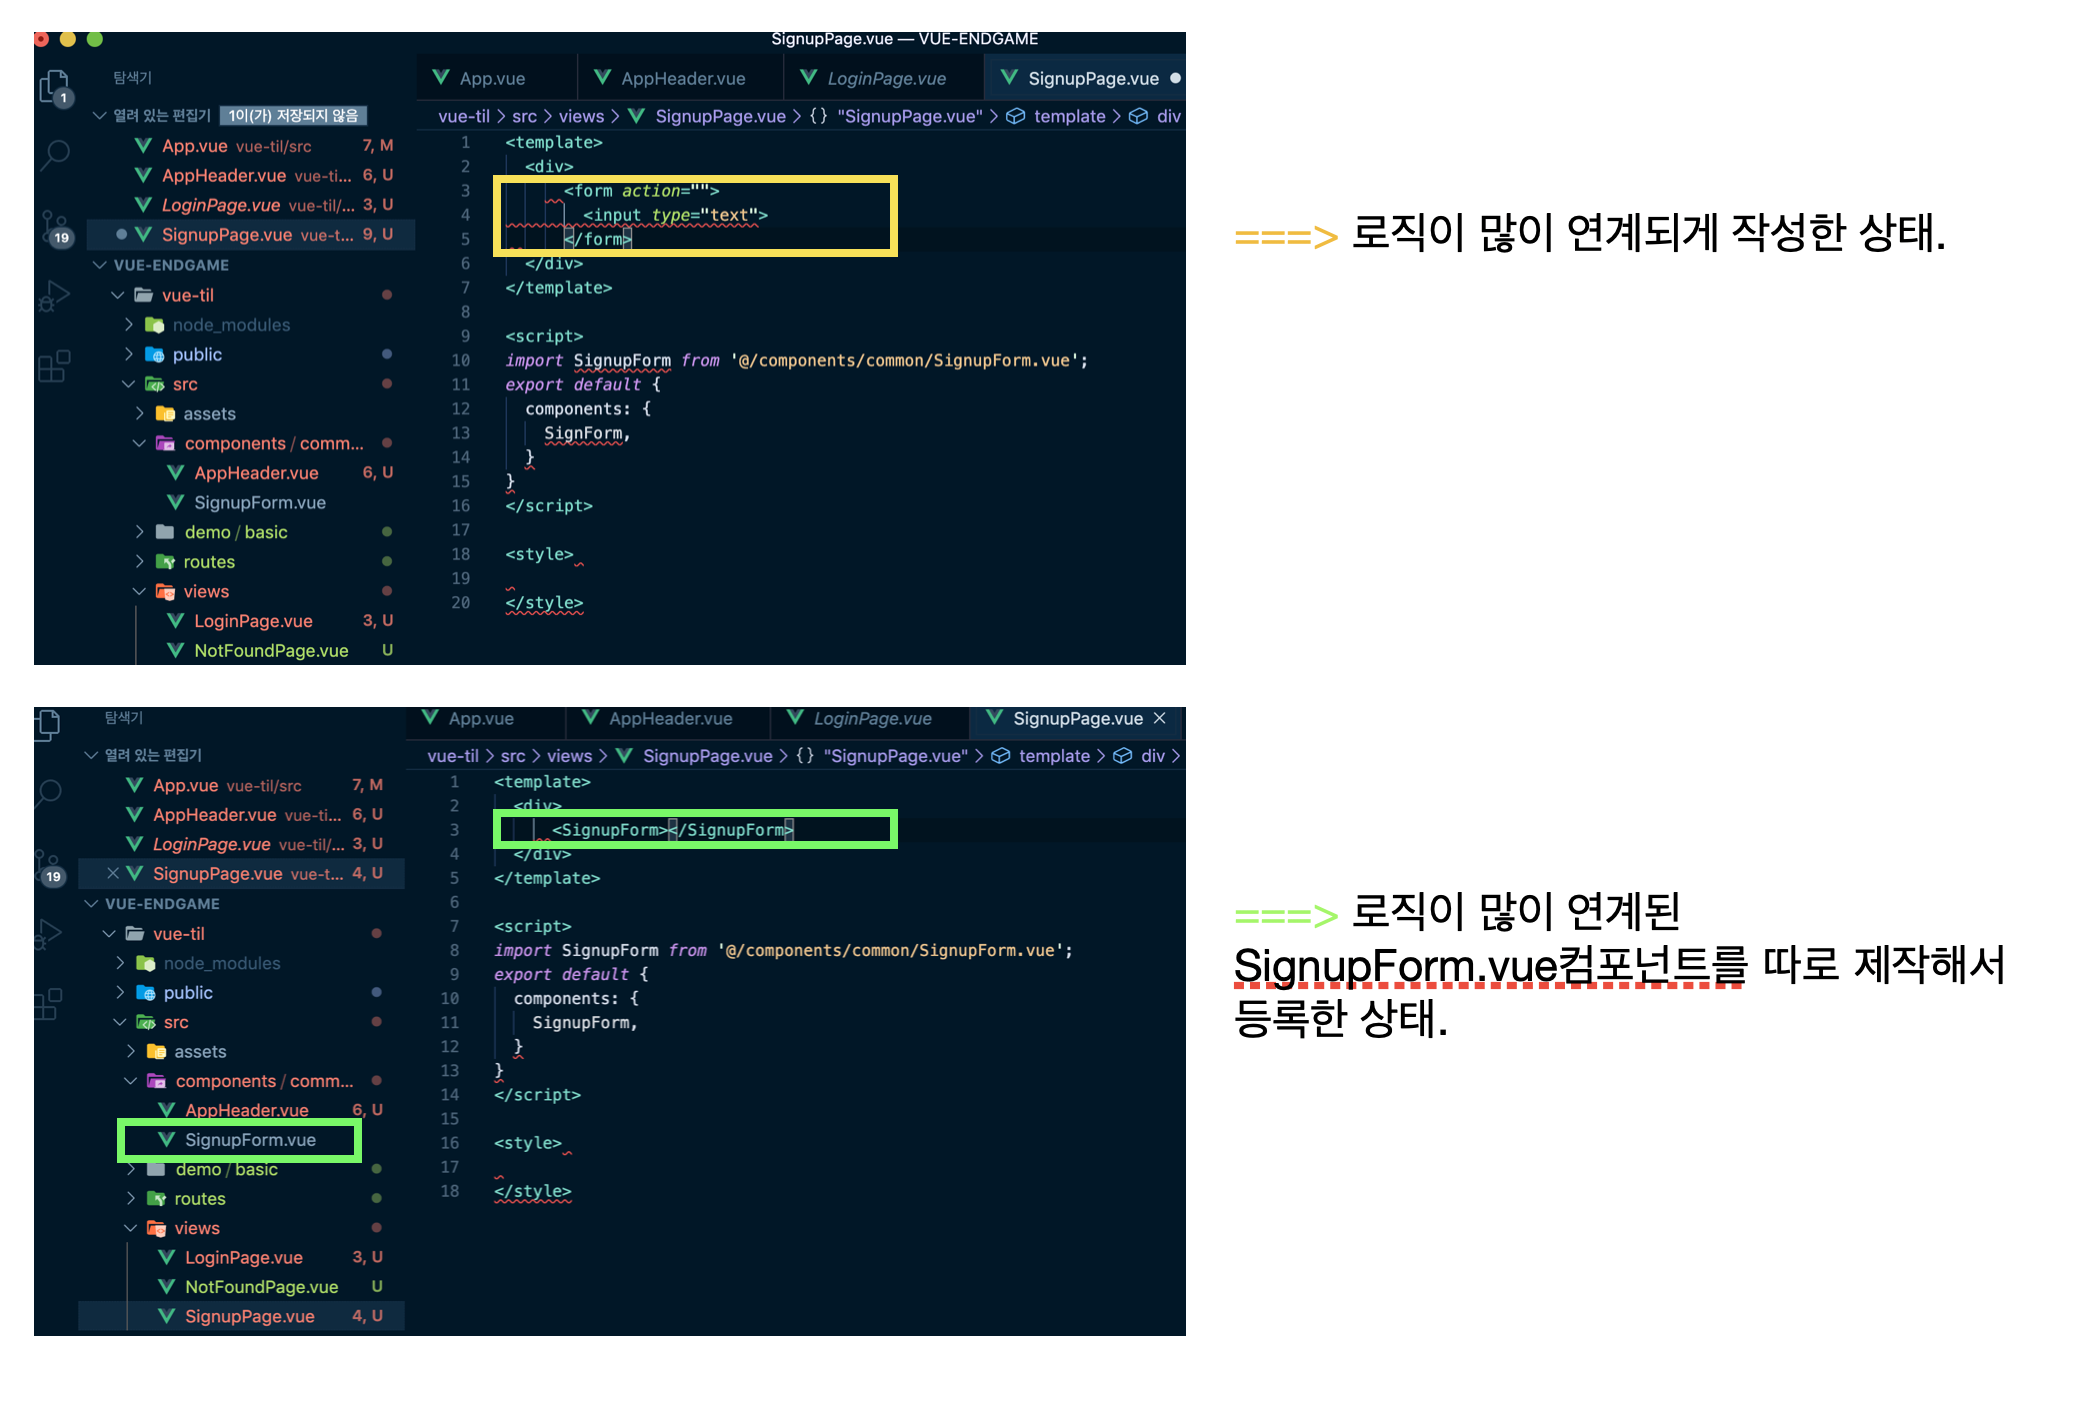 SignupPage.vue — VUE-ENDGAME
탐색기
App.vue
AppHeader.vue
LoginPage.vue
SignupPage.vue
1
열려 있는 편집기 1이(가) 저장되지 않음
vue-til > src > views > SignupPage.vue > {} "SignupPage.vue" > template > div
App.vue vue-til/src 7, M
AppHeader.vue vue-ti... 6, U
LoginPage.vue vue-til/... 3, U
SignupPage.vue vue-t... 9, U
19
VUE-ENDGAME
vue-til
node_modules
public
src
assets
components / comm...
AppHeader.vue 6, U
SignupForm.vue
demo / basic
routes
views
LoginPage.vue 3, U
NotFoundPage.vue U
1 <template>
2 <div>
3 <form action="">
4 <input type="text">
5 </form>
6 </div>
7 </template>
8
9 <script>
10 import SignupForm from '@/components/common/SignupForm.vue';
11 export default {
12 components: {
13 SignForm,
14 }
15 }
16 </script>
17
18 <style>
19
20 </style>
===> 로직이 많이 연계되게 작성한 상태.
탐색기
App.vue
AppHeader.vue
LoginPage.vue
SignupPage.vue
열려 있는 편집기
vue-til > src > views > SignupPage.vue > {} "SignupPage.vue" > template > div >
App.vue vue-til/src 7, M
AppHeader.vue vue-ti... 6, U
LoginPage.vue vue-til/... 3, U
SignupPage.vue vue-t... 4, U
19
VUE-ENDGAME
vue-til
node_modules
public
src
assets
components / comm...
AppHeader.vue 6, U
SignupForm.vue
demo / basic
routes
views
LoginPage.vue 3, U
NotFoundPage.vue U
SignupPage.vue 4, U
1 <template>
2 <div>
3 <SignupForm></SignupForm>
4 </div>
5 </template>
6
7 <script>
8 import SignupForm from '@/components/common/SignupForm.vue';
9 export default {
10 components: {
11 SignupForm,
12 }
13 }
14 </script>
15
16 <style>
17
18 </style>
===> 로직이 많이 연계된
SignupForm.vue컴포넌트를 따로 제작해서
등록한 상태.